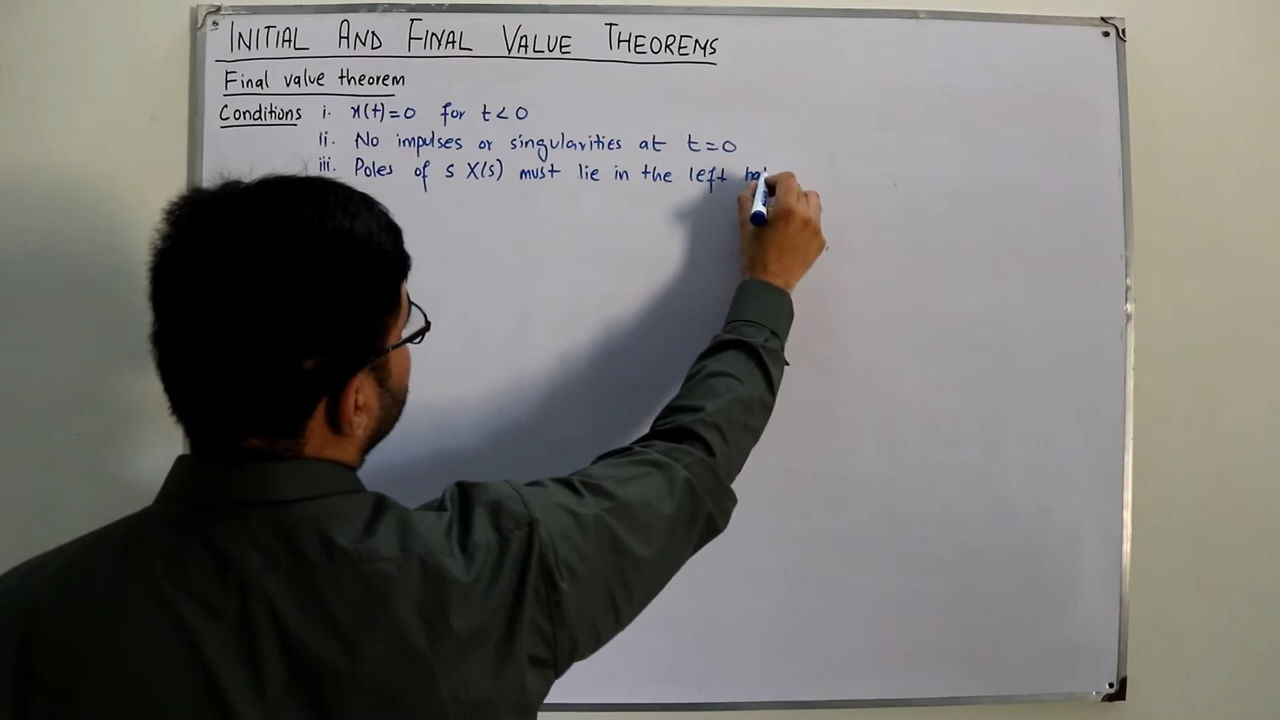 INITIAL AND FINAL VALUE THEOREMS
Final value theorem
Conditions i. x(t)=0 for t<0
ii. No impulses or singularities at t=0
iii. Poles of s X(s) must lie in the left